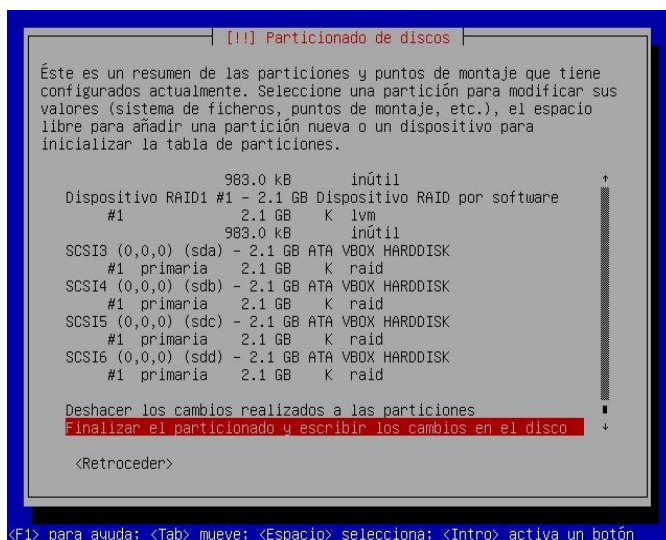 [!!] Particionado de discos
Éste es un resumen de las particiones y puntos de montaje que tiene
configurados actualmente. Seleccione una partición para modificar sus
valores (sistema de ficheros, puntos de montaje, etc.), el espacio
libre para añadir una partición nueva o un dispositivo para
inicializar la tabla de particiones.
983.0 kB inútil
Dispositivo RAID1 #1 – 2.1 GB Dispositivo RAID por software
#1 2.1 GB K lvm
983.0 kB inútil
SCSI3 (0,0,0) (sda) – 2.1 GB ATA VBOX HARDDISK
#1 primaria 2.1 GB K raid
SCSI4 (0,0,0) (sdb) – 2.1 GB ATA VBOX HARDDISK
#1 primaria 2.1 GB K raid
SCSI5 (0,0,0) (sdc) – 2.1 GB ATA VBOX HARDDISK
#1 primaria 2.1 GB K raid
SCSI6 (0,0,0) (sdd) – 2.1 GB ATA VBOX HARDDISK
#1 primaria 2.1 GB K raid
Deshacer los cambios realizados a las particiones
Finalizar el particionado y escribir los cambios en el disco
<Retroceder>
<F1> para ayuda; <Tab> mueve; <Espacio> selecciona; <Intro> activa un botón